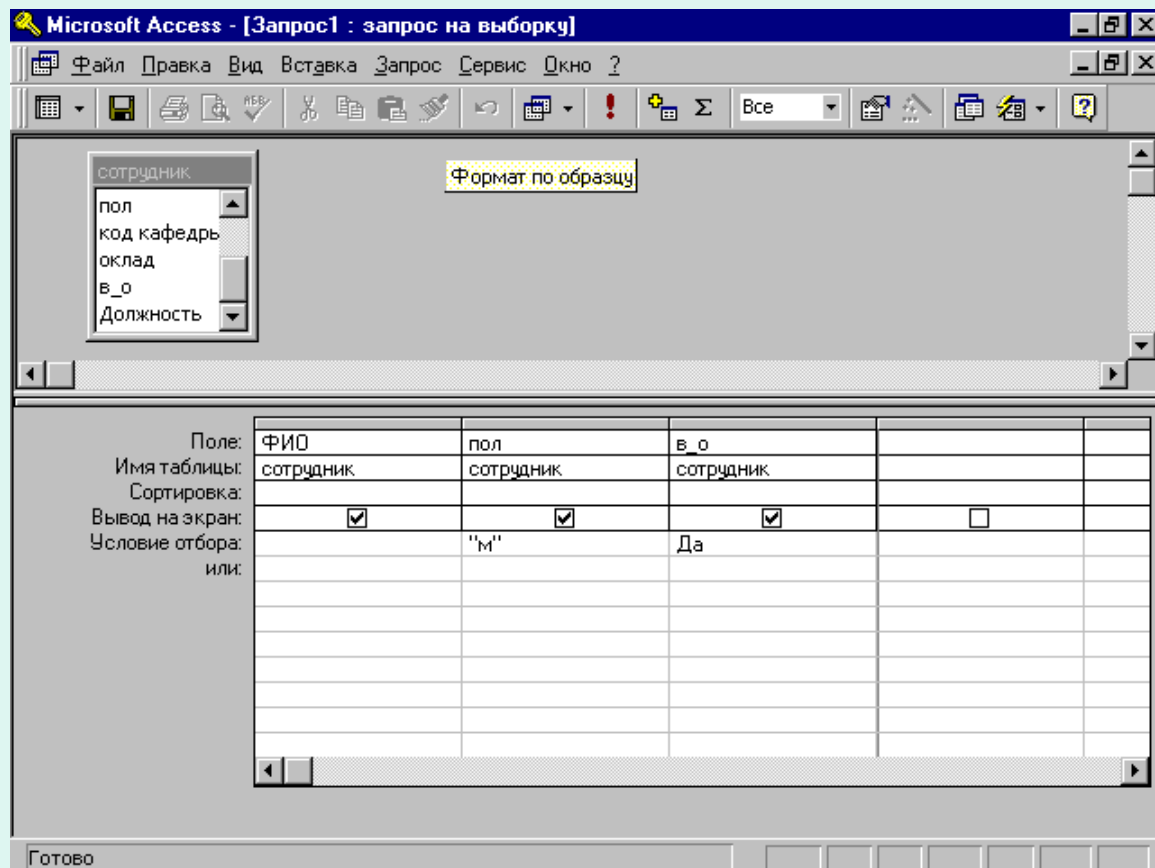 Microsoft Access - [Запрос1 : запрос на выборку]
Файл Правка Вид Вставка Запрос Сервис Окно ?
Все
сотрудник
Формат по образцу
пол
код кафедры
оклад
в_о
Должность
Поле: ФИО пол в_о
Имя таблицы: сотрудник сотрудник сотрудник
Сортировка:
Вывод на экран:
Условие отбора: "м" Да
или:
Готово